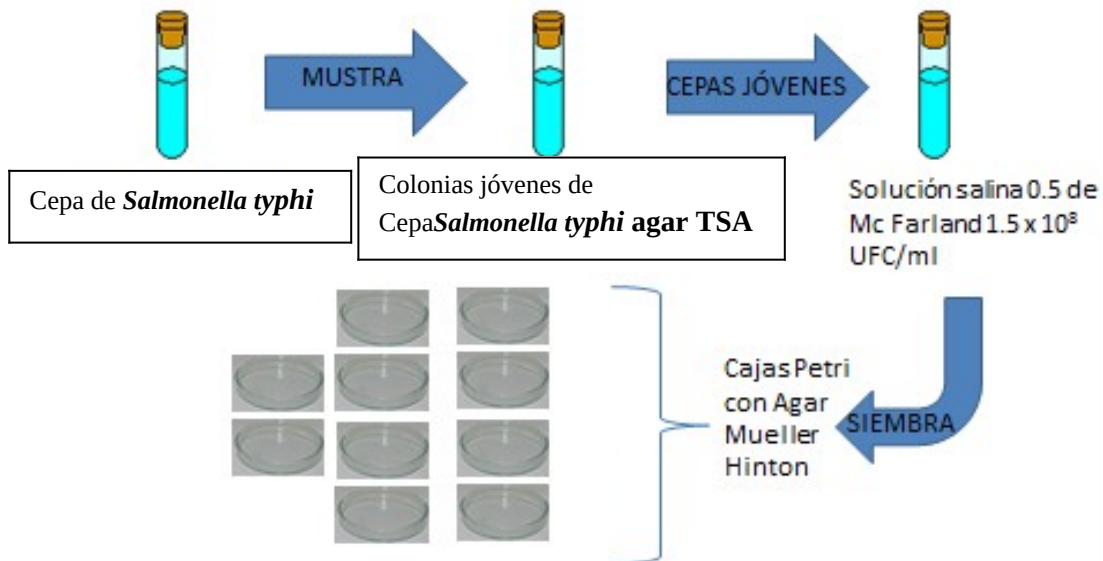 MUSTRA
CEPAS JÓVENES
Cepa de Salmonella typhi
Colonias jóvenes de
CepaSalmonella typhi agar TSA
Solución salina 0.5 de
Mc Farland 1.5 x 10⁸
UFC/ml
Cajas Petri
con Agar
Mueller
Hinton
SIEMBRA